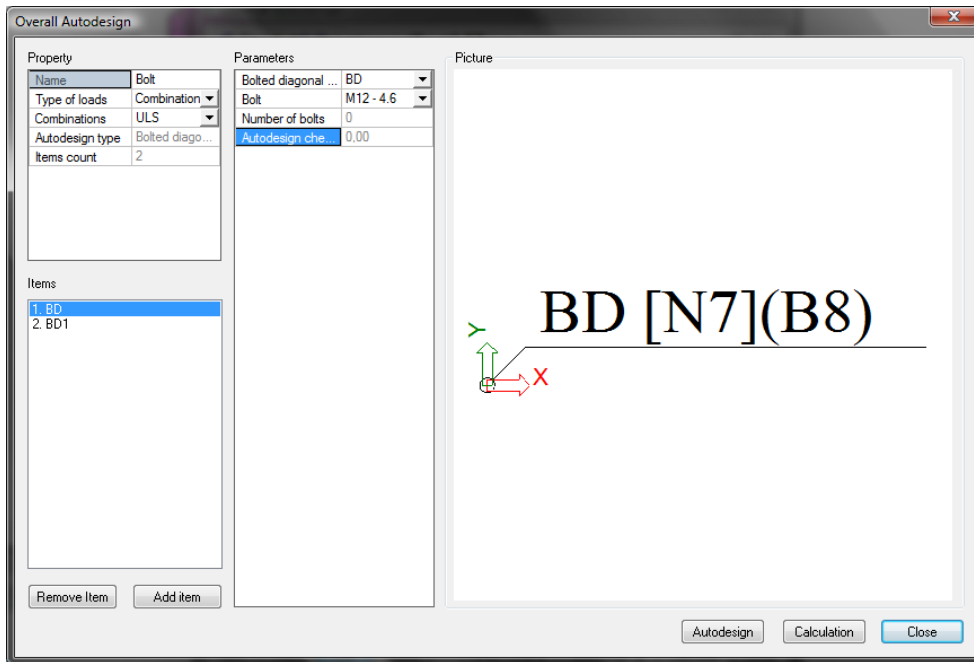 Overall Autodesign
Property
Name Bolt
Type of loads Combination
Combinations ULS
Autodesign type Bolted diago...
Items count 2
Items
1. BD
2. BD1
Remove Item Add item
Parameters
Bolted diagonal ... BD
Bolt M12 - 4.6
Number of bolts 0
Autodesign che... 0,00
Picture
BD [N7](B8)
Y
X
Autodesign Calculation Close